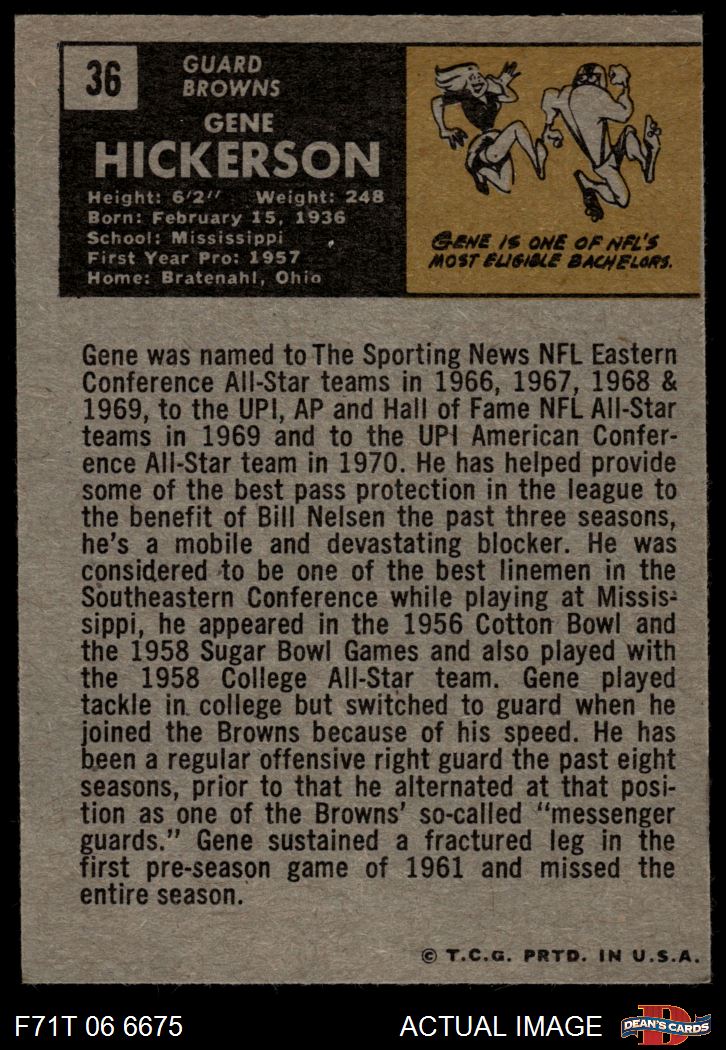 36
GUARD
BROWNS
GENE
HICKERSON
Height: 6'2" Weight: 248
Born: February 15, 1936
School: Mississippi
First Year Pro: 1957
Home: Bratenahl, Ohio
GENE IS ONE OF NFL'S
MOST ELIGIBLE BACHELORS.
Gene was named to The Sporting News NFL Eastern
Conference All-Star teams in 1966, 1967, 1968 &
1969, to the UPI, AP and Hall of Fame NFL All-Star
teams in 1969 and to the UPI American Confer-
ence All-Star team in 1970. He has helped provide
some of the best pass protection in the league to
the benefit of Bill Nelsen the past three seasons,
he's a mobile and devastating blocker. He was
considered to be one of the best linemen in the
Southeastern Conference while playing at Missis-
sippi, he appeared in the 1956 Cotton Bowl and
the 1958 Sugar Bowl Games and also played with
the 1958 College All-Star team. Gene played
tackle in college but switched to guard when he
joined the Browns because of his speed. He has
been a regular offensive right guard the past eight
seasons, prior to that he alternated at that posi-
tion as one of the Browns' so-called "messenger
guards." Gene sustained a fractured leg in the
first pre-season game of 1961 and missed the
entire season.
© T.C.G. PRTD. IN U.S.A.
F71T 06 6675 ACTUAL IMAGE
D
DEAN'S CARDS